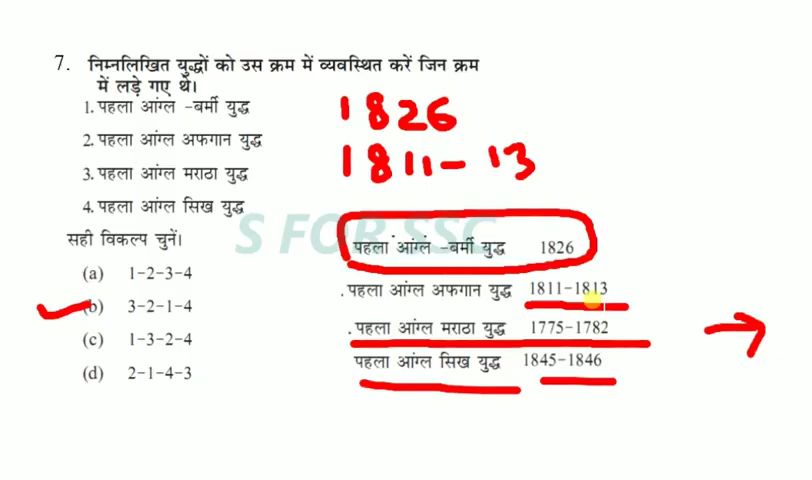 7. निम्नलिखित युद्धों को उस क्रम में व्यवस्थित करें जिन क्रम
में लड़े गए थे।
1. पहला आंग्ल -बर्मी युद्ध
1826
2. पहला आंग्ल अफगान युद्ध
1811- 13
3. पहला आंग्ल मराठा युद्ध
4. पहला आंग्ल सिख युद्ध
S FOR SSC
सही विकल्प चुनें।
पहला आंग्ल -बर्मी युद्ध 1826
(a) 1-2-3-4
. पहला आंग्ल अफगान युद्ध 1811-1813
(b) 3-2-1-4
. पहला आंग्ल मराठा युद्ध 1775-1782
(c) 1-3-2-4
पहला आंग्ल सिख युद्ध 1845-1846
(d) 2-1-4-3